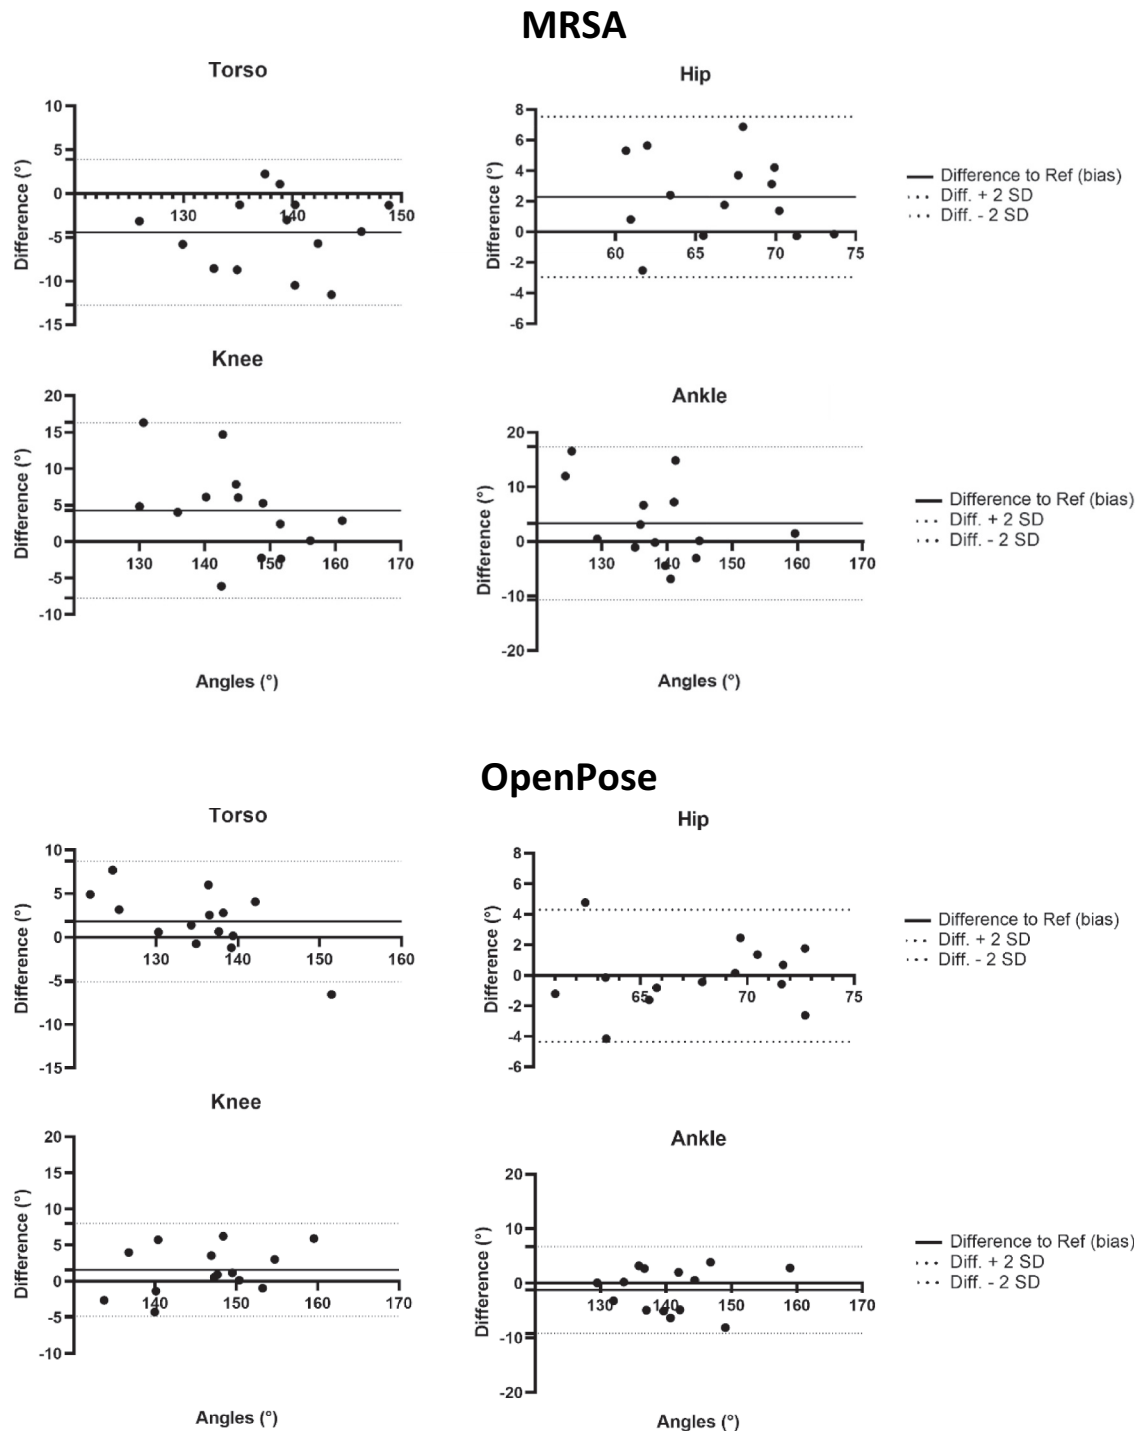 MRSA
Torso
Difference (°)
10
5
0
-5
-10
-15
130
140
150
Hip
Difference (°)
8
6
4
2
0
-2
-4
-6
60
65
70
75
Difference to Ref (bias)
Diff. + 2 SD
Diff. - 2 SD
Knee
Difference (°)
20
15
10
5
0
-5
-10
130
140
150
160
170
Angles (°)
Ankle
Difference (°)
20
10
0
-10
-20
130
140
150
160
170
Angles (°)
Difference to Ref (bias)
Diff. + 2 SD
Diff. - 2 SD
OpenPose
Torso
Difference (°)
10
5
0
-5
-10
-15
130
140
150
160
Hip
Difference (°)
8
6
4
2
0
-2
-4
-6
65
70
75
Difference to Ref (bias)
Diff. + 2 SD
Diff. - 2 SD
Knee
Difference (°)
20
15
10
5
0
-5
-10
140
150
160
170
Angles (°)
Ankle
Difference (°)
20
10
0
-10
-20
130
140
150
160
170
Angles (°)
Difference to Ref (bias)
Diff. + 2 SD
Diff. - 2 SD